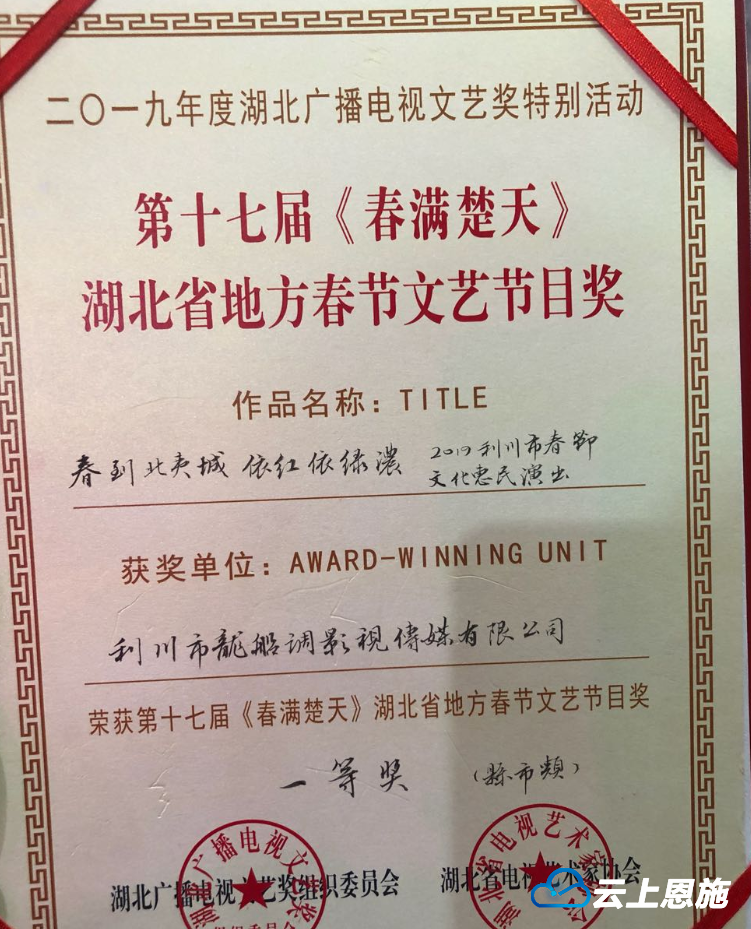 二〇一九年度湖北广播电视文艺奖特别活动
第十七届《春满楚天》
湖北省地方春节文艺节目奖
作品名称：TITLE
春到北夷城 依红依绿濃 2019利川市春節
文化惠民演出
获奖单位：AWARD-WINNING UNIT
利川市龍船調影視傳媒有限公司
荣获第十七届《春满楚天》湖北省地方春节文艺节目奖
一等奖 （縣市類）
湖北广播电视文艺奖组织委员会
湖北省电视艺术家协会
云上恩施